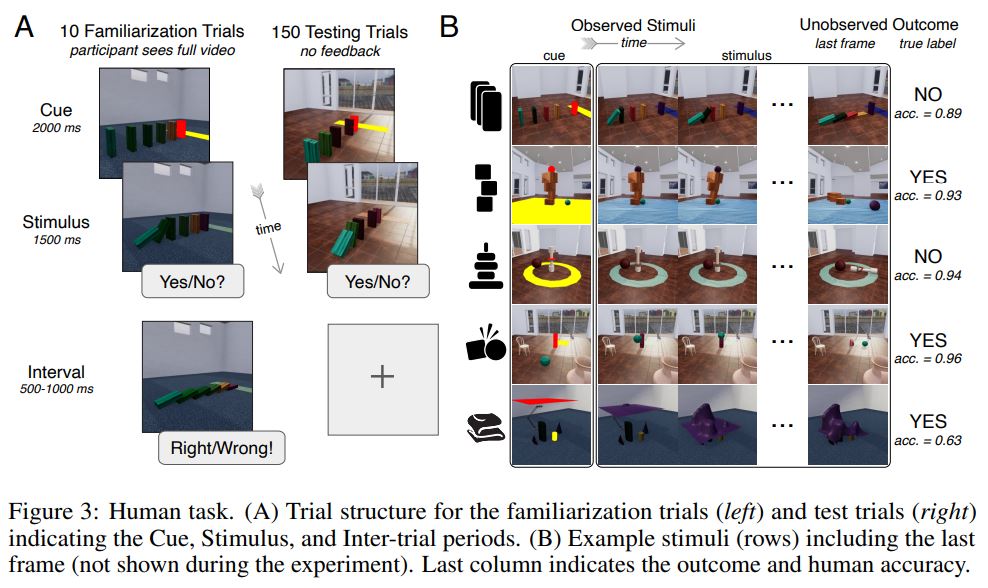 A
10 Familiarization Trials
participant sees full video
150 Testing Trials
no feedback
Cue
2000 ms
Stimulus
1500 ms
time
Yes/No?
Yes/No?
Interval
500-1000 ms
+
Right/Wrong!
B
Observed Stimuli
time
cue
stimulus
Unobserved Outcome
last frame
true label
...
NO
acc. = 0.89
...
YES
acc. = 0.93
...
NO
acc. = 0.94
...
YES
acc. = 0.96
...
YES
acc. = 0.63
Figure 3: Human task. (A) Trial structure for the familiarization trials (left) and test trials (right)
indicating the Cue, Stimulus, and Inter-trial periods. (B) Example stimuli (rows) including the last
frame (not shown during the experiment). Last column indicates the outcome and human accuracy.